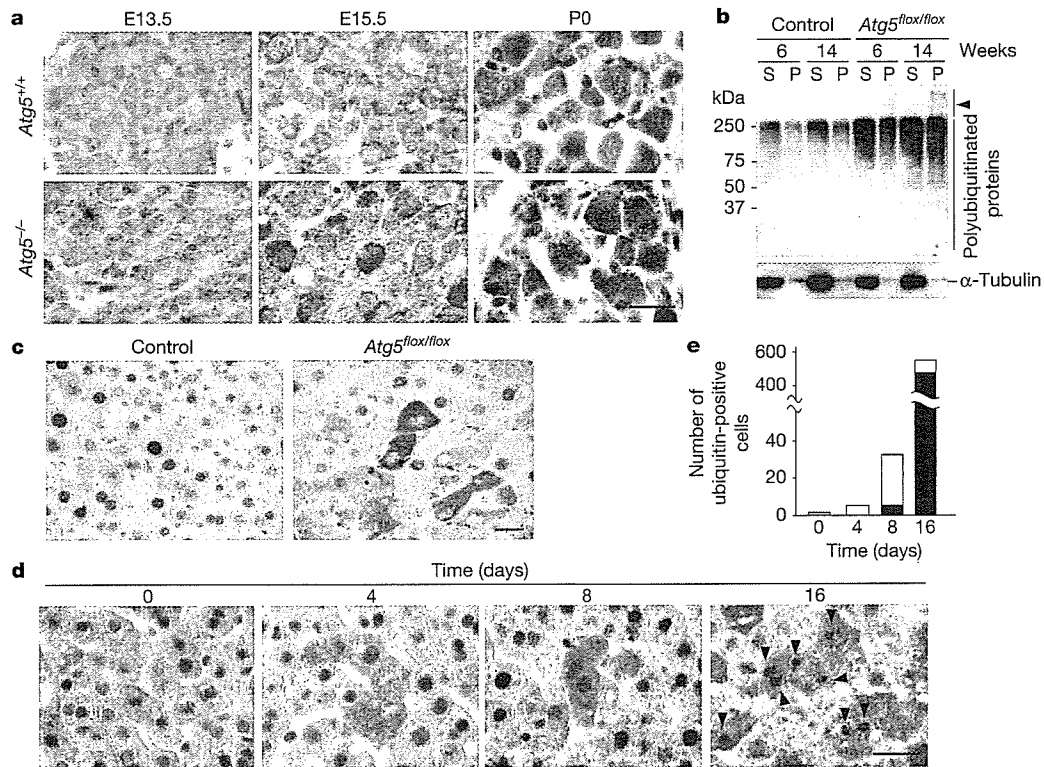 a
E13.5 E15.5 P0
Atg5+/+
Atg5−/−
b
Control Atg5flox/flox
6 14 6 14 Weeks
S P S P S P S P
kDa
250
75
50
37
Polyubiquitinated
proteins
α-Tubulin
c
Control Atg5flox/flox
e
Number of
ubiquitin-positive
cells
600
400
40
20
0
0 4 8 16
Time (days)
d
Time (days)
0 4 8 16